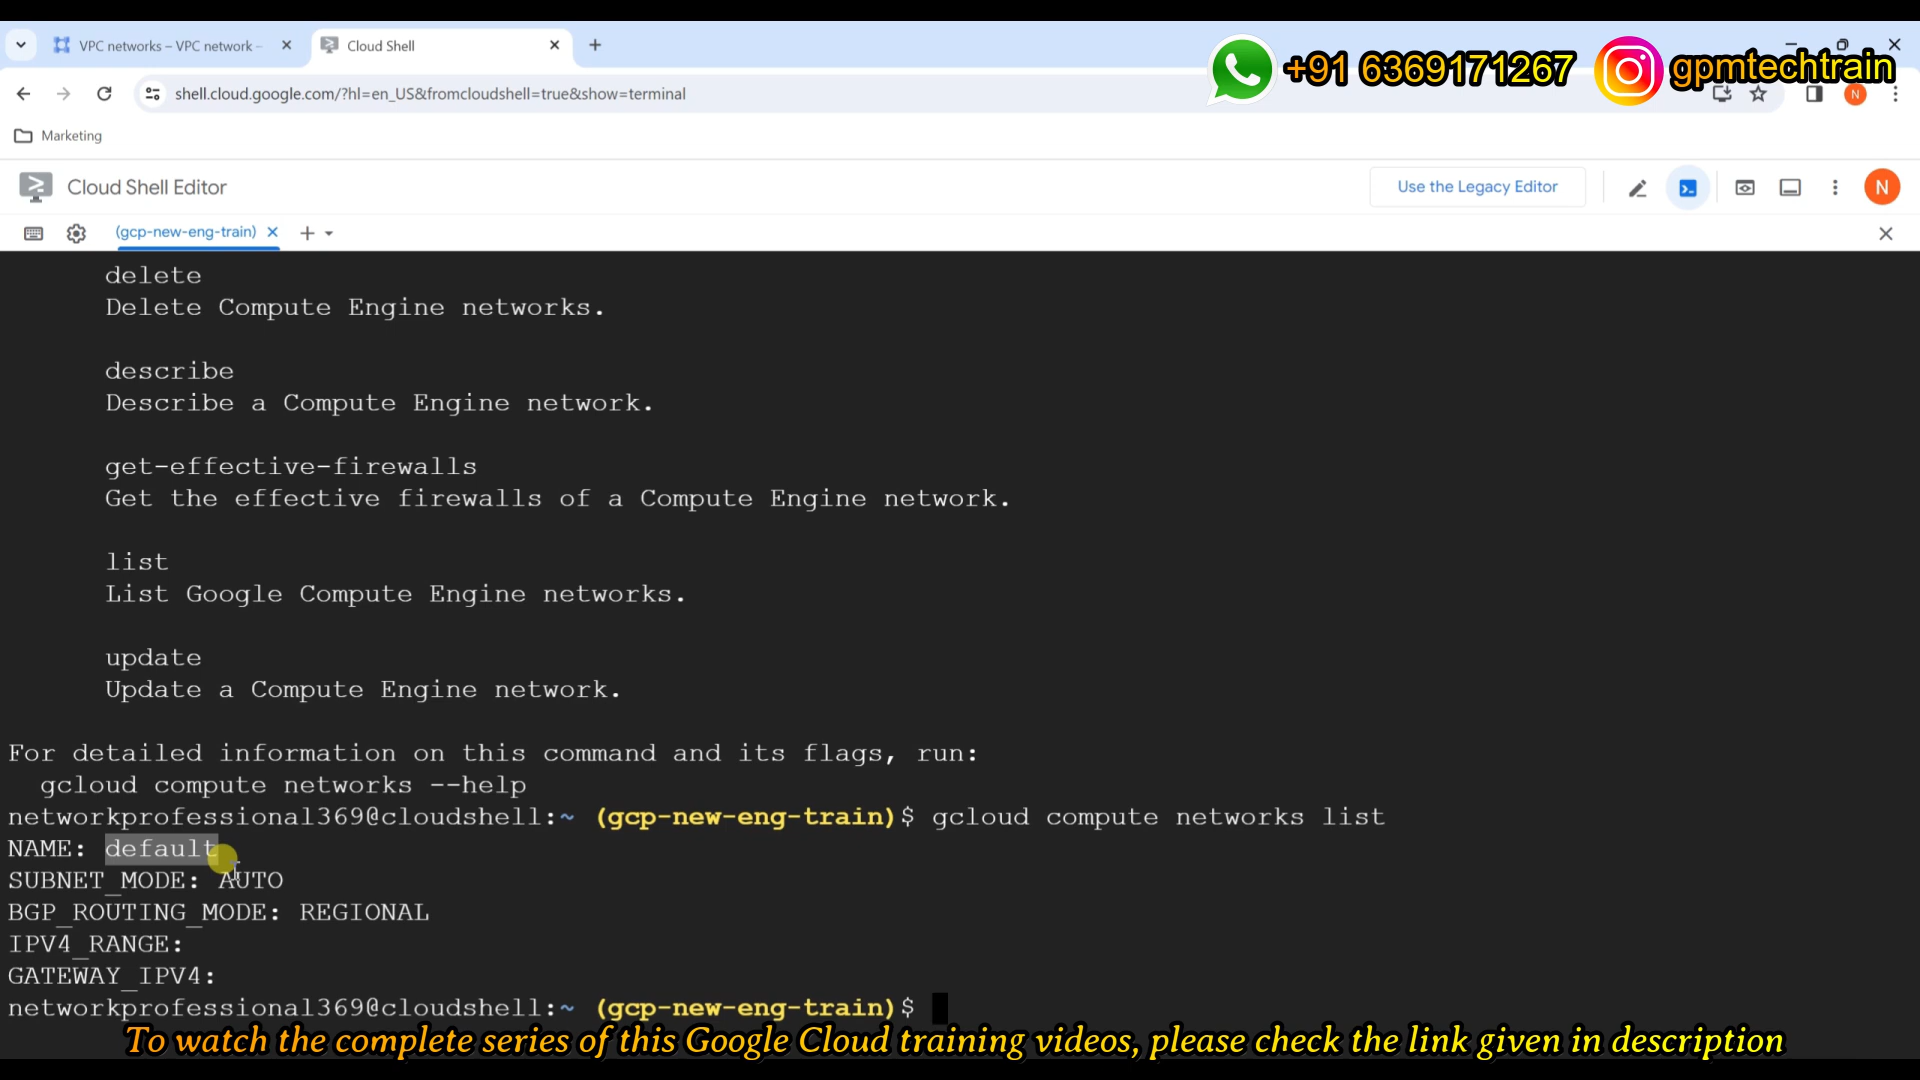 VPC networks – VPC network -
Cloud Shell
+91 6369171267
gpmtechtrain
shell.cloud.google.com/?hl=en_US&fromcloudshell=true&show=terminal
N
Marketing
Cloud Shell Editor
Use the Legacy Editor
N
(gcp-new-eng-train)
delete
Delete Compute Engine networks.
describe
Describe a Compute Engine network.
get-effective-firewalls
Get the effective firewalls of a Compute Engine network.
list
List Google Compute Engine networks.
update
Update a Compute Engine network.
For detailed information on this command and its flags, run:
gcloud compute networks --help
networkprofessional369@cloudshell:~ (gcp-new-eng-train)$ gcloud compute networks list
NAME: default
SUBNET_MODE: AUTO
BGP_ROUTING_MODE: REGIONAL
IPV4_RANGE:
GATEWAY_IPV4:
networkprofessional369@cloudshell:~ (gcp-new-eng-train)$
To watch the complete series of this Google Cloud training videos, please check the link given in description